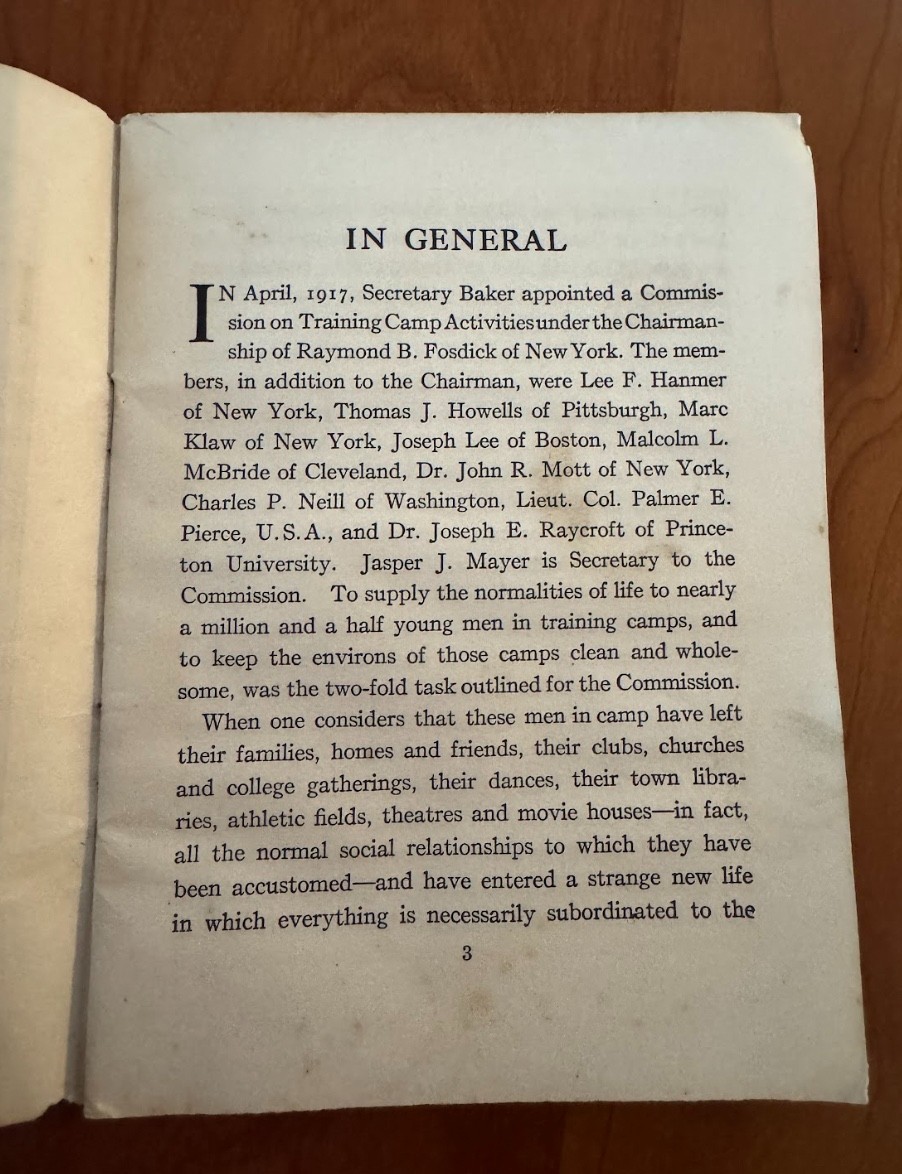 IN GENERAL
IN April, 1917, Secretary Baker appointed a Commis-
sion on Training Camp Activities under the Chairman-
ship of Raymond B. Fosdick of New York. The mem-
bers, in addition to the Chairman, were Lee F. Hanmer
of New York, Thomas J. Howells of Pittsburgh, Marc
Klaw of New York, Joseph Lee of Boston, Malcolm L.
McBride of Cleveland, Dr. John R. Mott of New York,
Charles P. Neill of Washington, Lieut. Col. Palmer E.
Pierce, U.S.A., and Dr. Joseph E. Raycroft of Prince-
ton University. Jasper J. Mayer is Secretary to the
Commission. To supply the normalities of life to nearly
a million and a half young men in training camps, and
to keep the environs of those camps clean and whole-
some, was the two-fold task outlined for the Commission.
When one considers that these men in camp have left
their families, homes and friends, their clubs, churches
and college gatherings, their dances, their town libra-
ries, athletic fields, theatres and movie houses—in fact,
all the normal social relationships to which they have
been accustomed—and have entered a strange new life
in which everything is necessarily subordinated to the
3